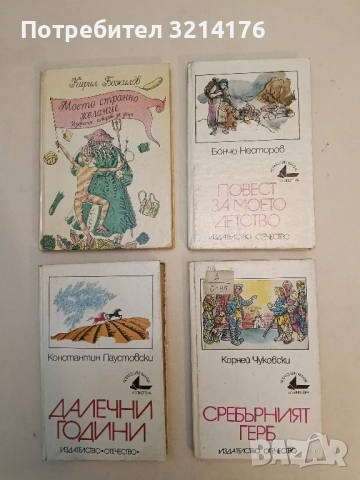 Потребител 3214176
Кирил Божилов
Моето странно
желание
Бончо Несторов
ПОВЕСТ
ЗА МОЕТО
ДЕТСТВО
ИЗДАТЕЛСТВО ОТЕЧЕСТВО
Константин Паустовски
ДАЛЕЧНИ
ГОДИНИ
ИЗДАТЕЛСТВО •ОТЕЧЕСТВО•
Корней Чуковски
СРЕБЪРНИЯТ
ГЕРБ
ИЗДАТЕЛСТВО ОТЕЧЕСТВО
bazar